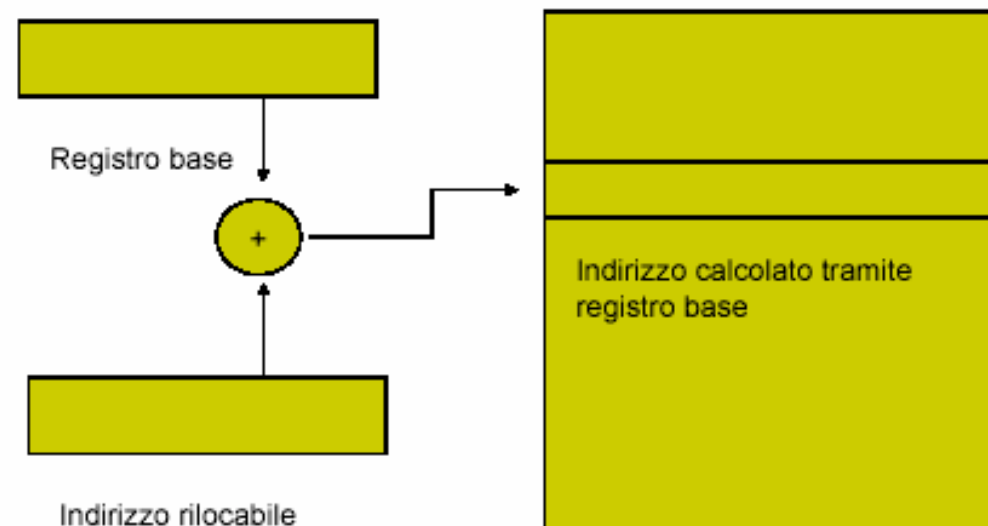 Registro base
+
Indirizzo calcolato tramite
registro base
Indirizzo rilocabile